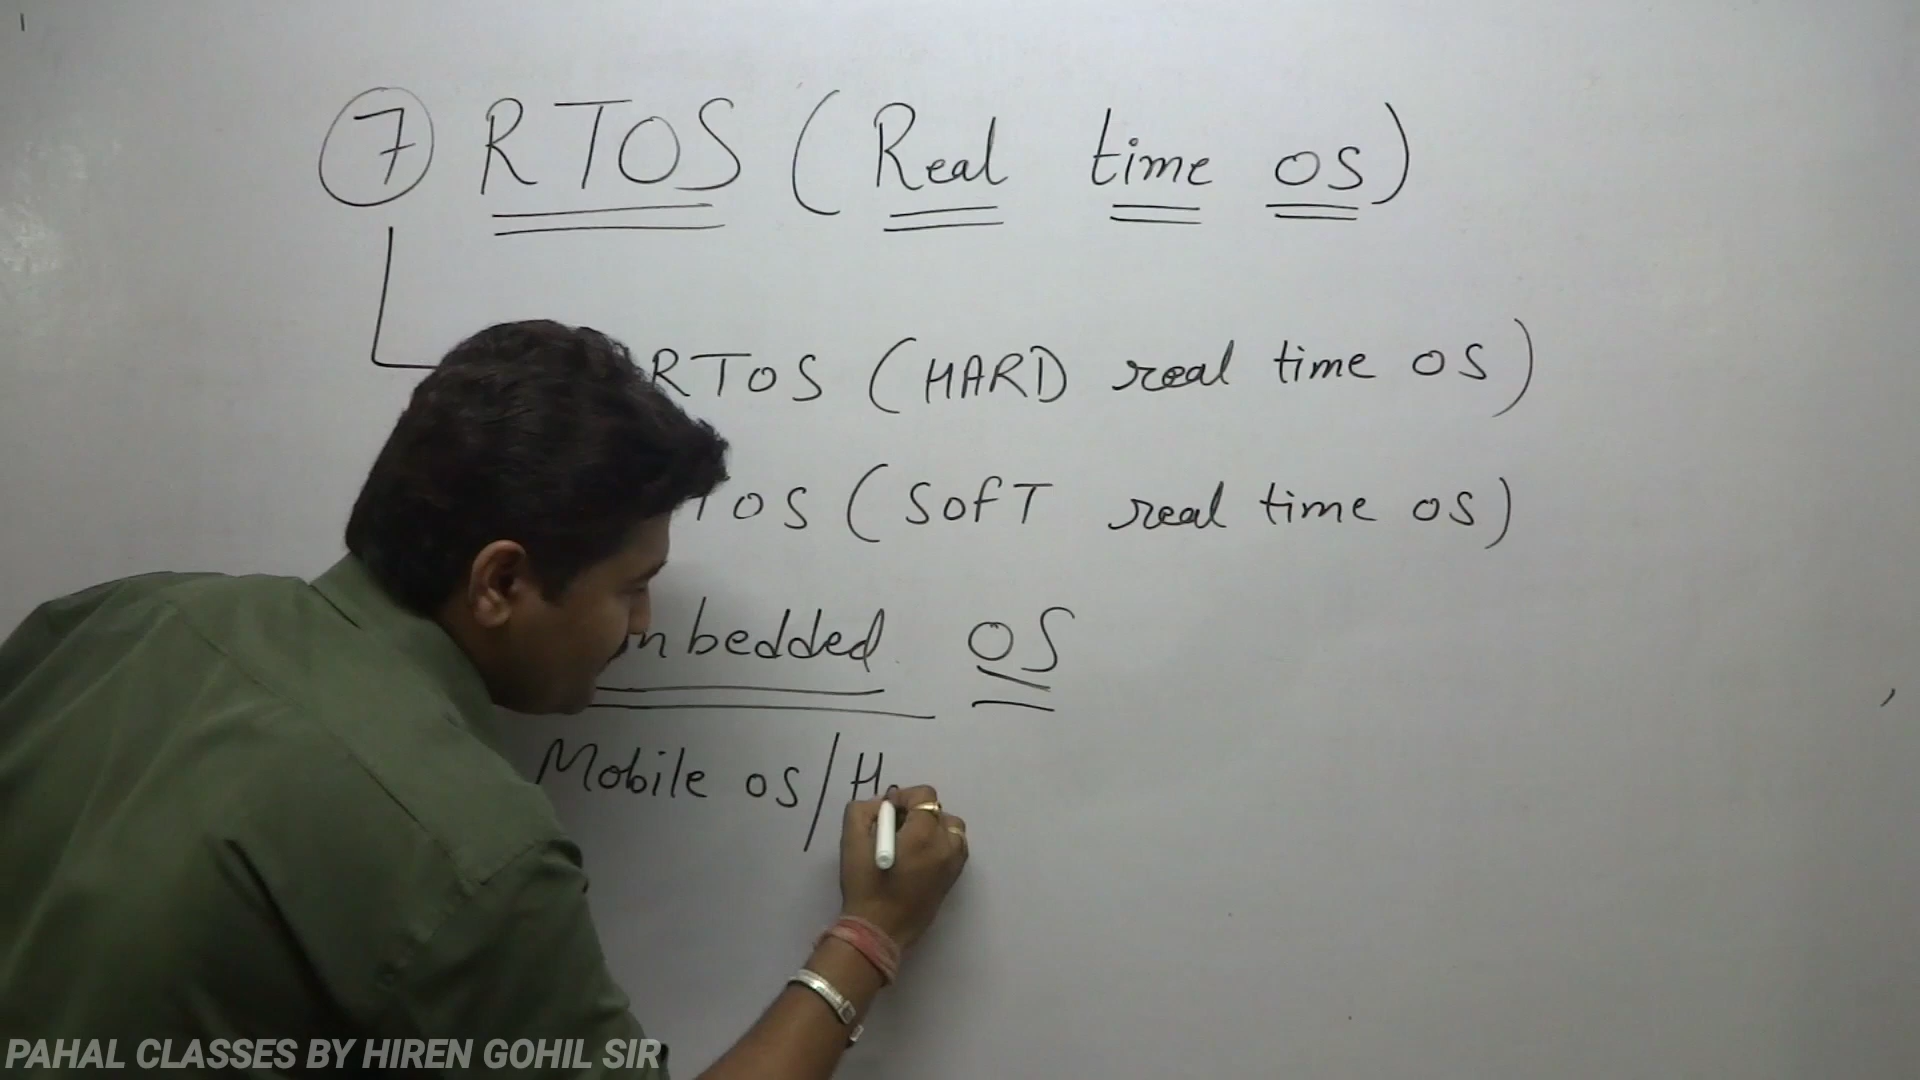 7 RTOS (Real time OS)
RTOS (HARD real time OS)
TOS (SOFT real time OS)
mbedded OS
Mobile OS/
PAHAL CLASSES BY HIREN GOHIL SIR